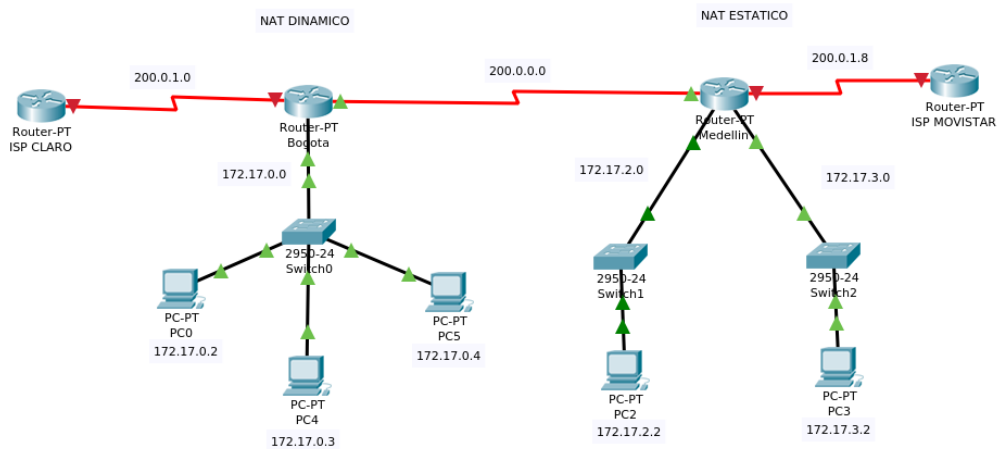 NAT DINAMICO
NAT ESTATICO
200.0.1.0
200.0.0.0
200.0.1.8
Router-PT
ISP CLARO
Router-PT
Bogota
Router-PT
Medellin
Router-PT
ISP MOVISTAR
172.17.0.0
172.17.2.0
172.17.3.0
2950-24
Switch0
2950-24
Switch1
2950-24
Switch2
PC-PT
PC0
172.17.0.2
PC-PT
PC5
172.17.0.4
PC-PT
PC4
172.17.0.3
PC-PT
PC2
172.17.2.2
PC-PT
PC3
172.17.3.2